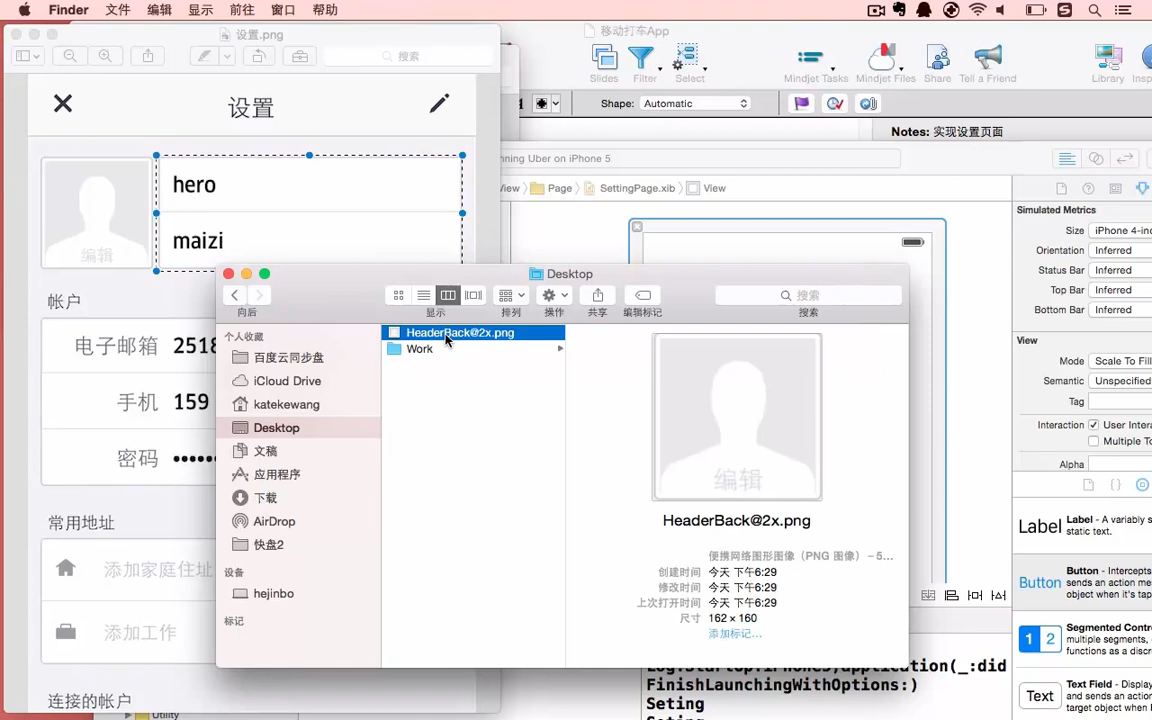 Finder 文件 编辑 显示 前往 窗口 帮助
设置.png
移动打车App
搜索
Slides Filter Select Mindjet Tasks Mindjet Files Share Tell a Friend Library
Shape: Automatic
设置
Notes: 实现设置页面
nning Uber on iPhone 5
View Page SettingPage.xib View
hero
maizi
编辑
Simulated Metrics
Size iPhone 4-inc
Orientation Inferred
Status Bar Inferred
Top Bar Inferred
Bottom Bar Inferred
View
Mode Scale To Fill
Semantic Unspecified
Tag
Interaction User Intera
Multiple To
Alpha
帐户
电子邮箱 2518
手机 159
密码
常用地址
添加家庭住址
添加工作
连接的帐户
Desktop
向后 显示 排列 操作 共享 编辑标记 搜索
搜索
个人收藏
百度云同步盘
iCloud Drive
katekewang
Desktop
文稿
应用程序
下载
AirDrop
快盘2
设备
hejinbo
标记
HeaderBack@2x.png
Work
编辑
HeaderBack@2x.png
便携网络图形图像（PNG 图像）– 5...
创建时间 今天 下午6:29
修改时间 今天 下午6:29
上次打开时间 今天 下午6:29
尺寸 162 × 160
添加标记...
Label Label - A variably s
static text.
Button Button - Intercepts
sends an action me
object when it's tap
1 2 Segmented Contr
multiple segments,
functions as a discr
Text Text Field - Display
and sends an action
target object when R
FinishLaunchingWithOptions:)
Seting
Utility